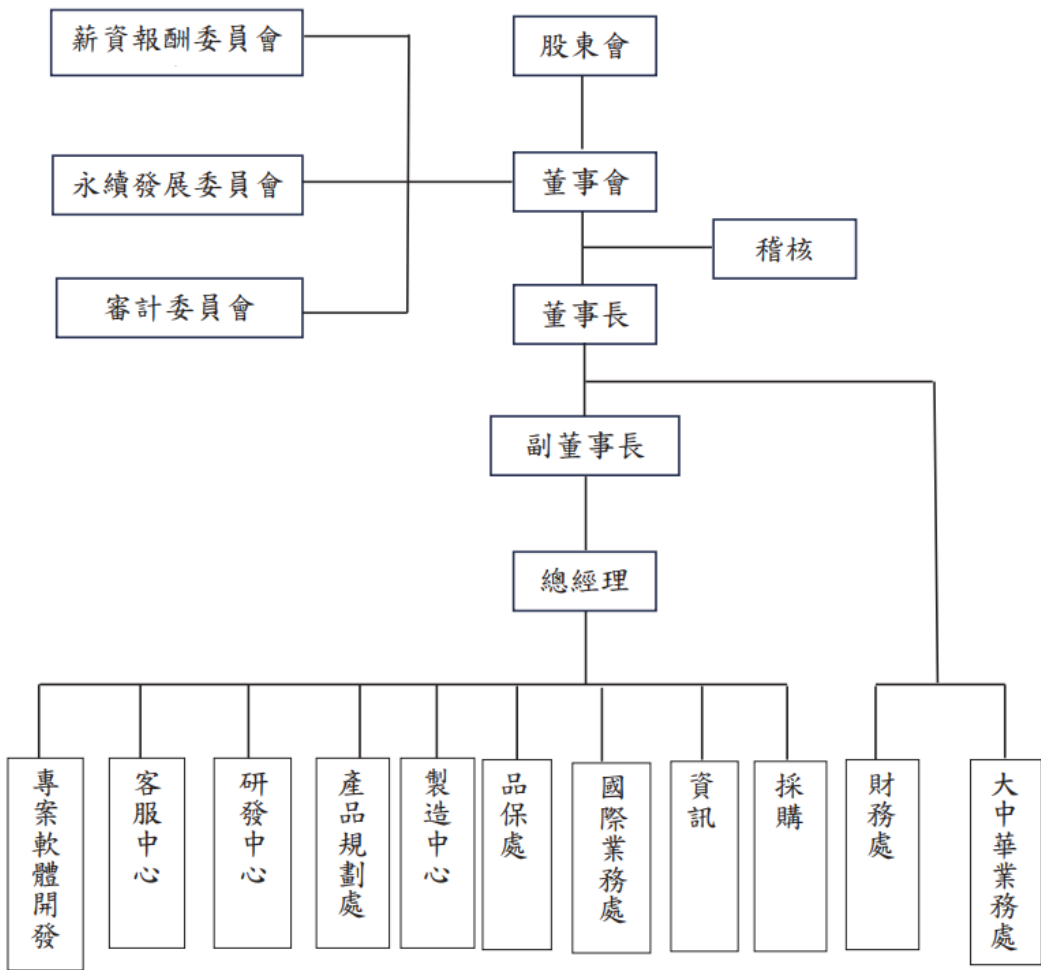 薪資報酬委員會
股東會
永續發展委員會
董事會
稽核
審計委員會
董事長
副董事長
總經理
專案軟體開發
客服中心
研發中心
產品規劃處
製造中心
品保處
國際業務處
資訊
採購
財務處
大中華業務處